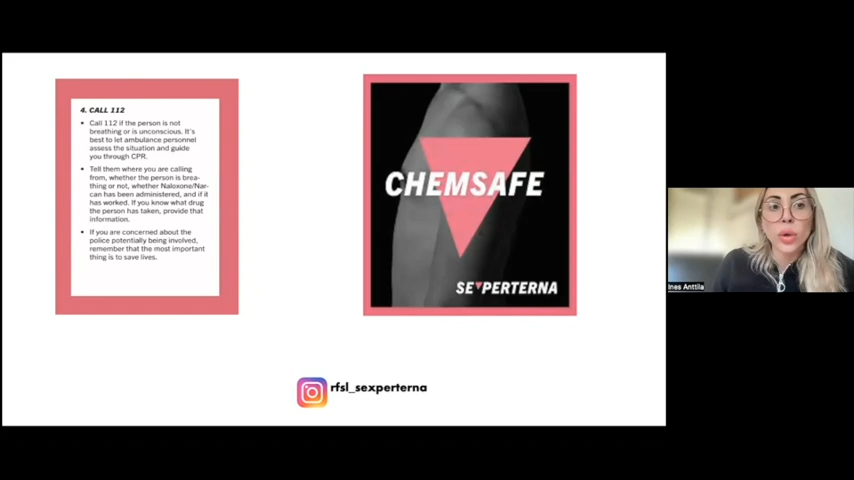 4. CALL 112
• Call 112 if the person is not
breathing or is unconscious. It's
best to let ambulance personnel
assess the situation and guide
you through CPR.
• Tell them where you are calling
from, whether the person is brea-
thing or not, whether Naloxone/Nar-
can has been administered, and if it
has worked. If you know what drug
the person has taken, provide that
information.
• If you are concerned about the
police potentially being involved,
remember that the most important
thing is to save lives.
CHEMSAFE
SEXPERTERNA
rfsl_sexperterna
Ines Anttila